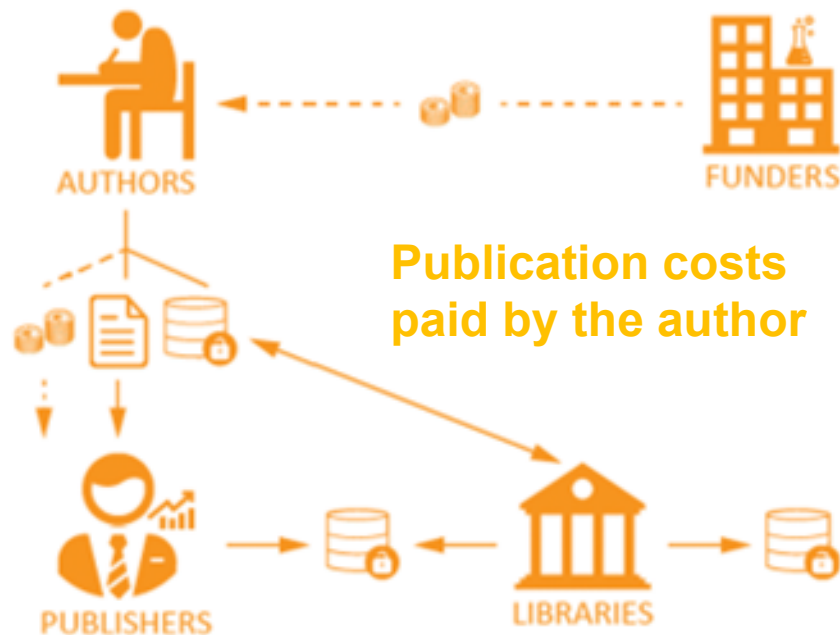 AUTHORS
FUNDERS
Publication costs
paid by the author
PUBLISHERS
LIBRARIES